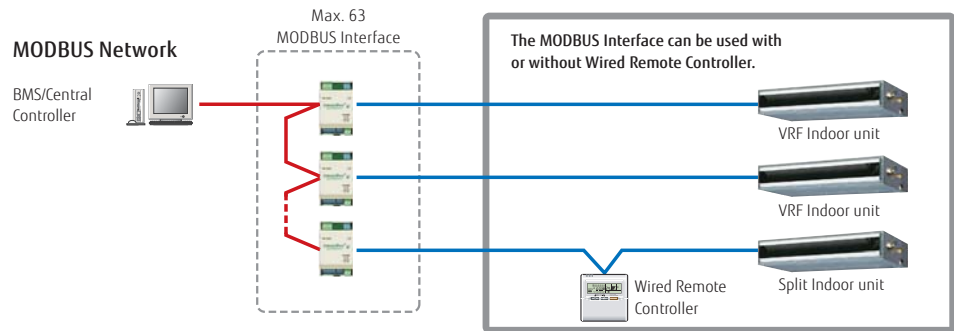 Max. 63
MODBUS Interface
MODBUS Network
BMS/Central
Controller
The MODBUS Interface can be used with
or without Wired Remote Controller.
VRF Indoor unit
VRF Indoor unit
Split Indoor unit
Wired Remote
Controller